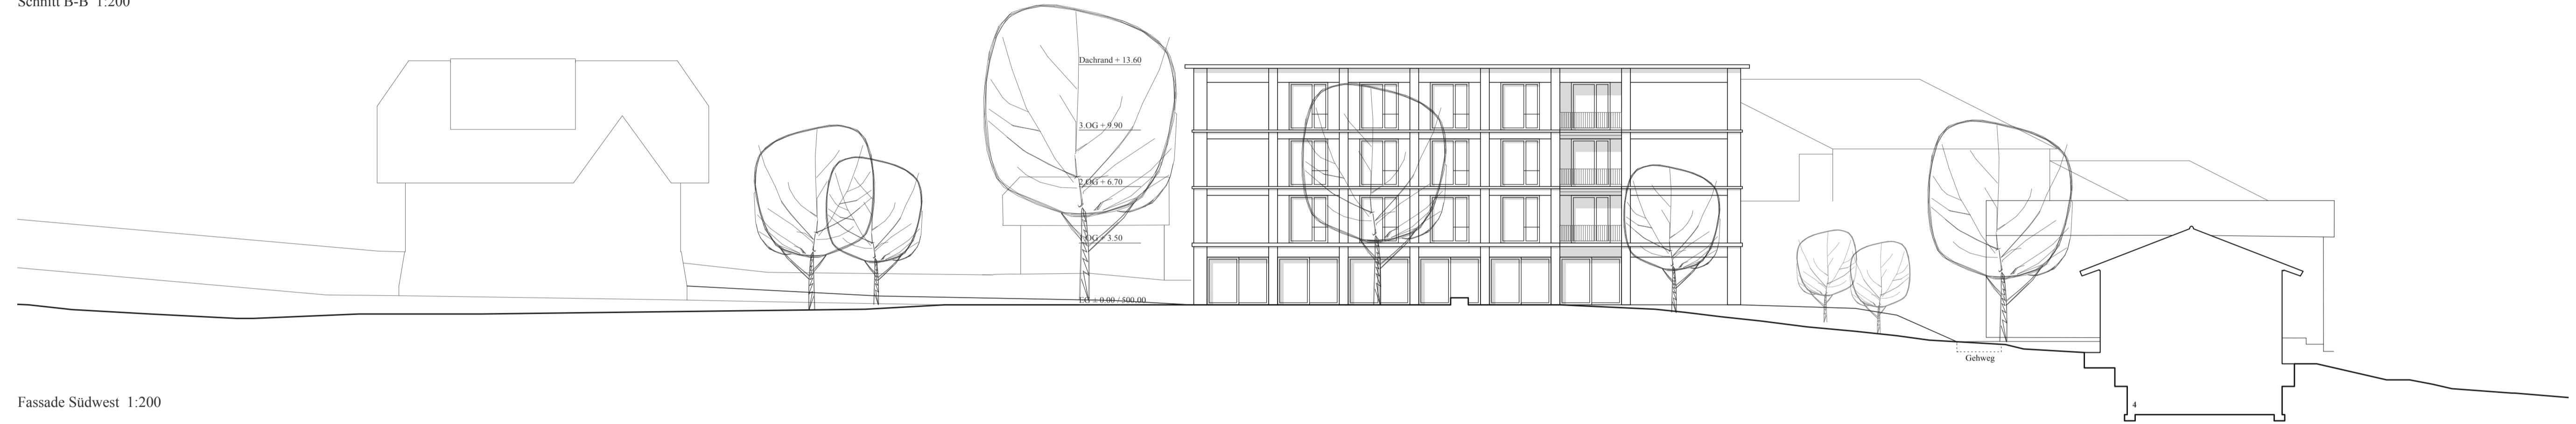 Schnitt B-B 1:200
Dachrand + 13.60
3.OG + 9.90
2.OG + 6.70
1.OG + 3.50
EG ± 0.00 / 500.00
Gehweg
4
Fassade Südwest 1:200